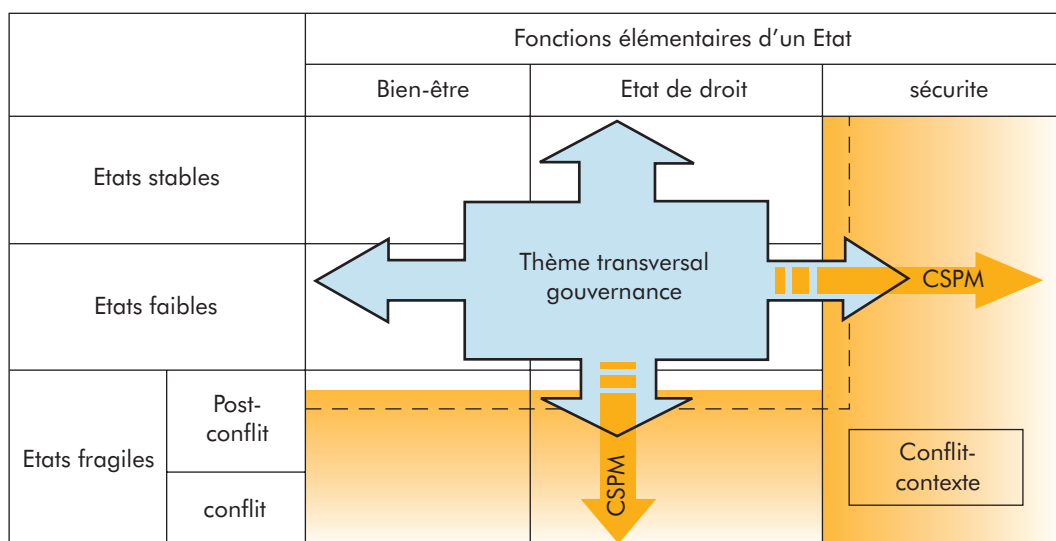 Fonctions élémentaires d'un Etat
Bien-être
Etat de droit
sécurite
Etats stables
Thème transversal
gouvernance
CSPM
Etats faibles
Etats fragiles
Post-
conflit
conflit
CSPM
Conflit-
contexte